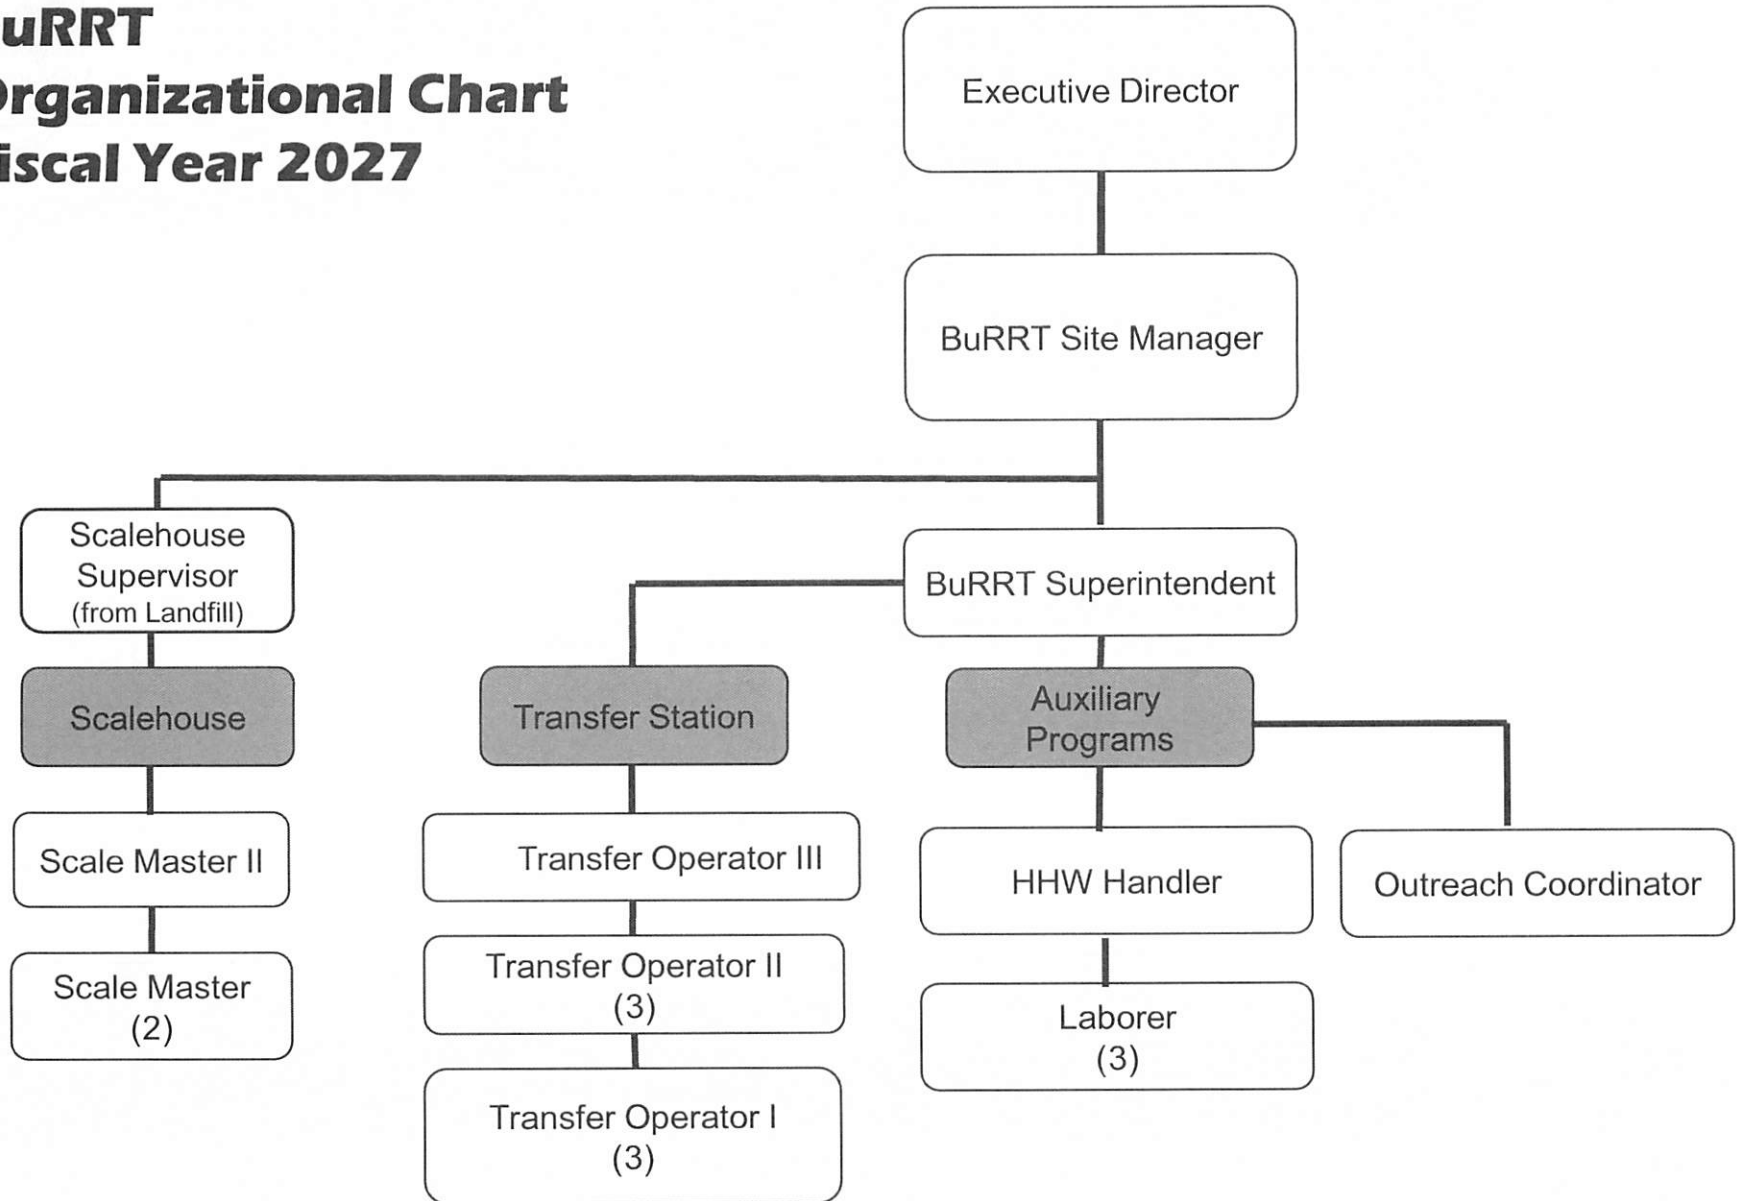 uRRT
Organizational Chart
iscal Year 2027
Executive Director
BuRRT Site Manager
Scalehouse
Supervisor
(from Landfill)
BuRRT Superintendent
Scalehouse
Transfer Station
Auxiliary
Programs
Scale Master II
Transfer Operator III
HHW Handler
Outreach Coordinator
Scale Master
(2)
Transfer Operator II
(3)
Laborer
(3)
Transfer Operator I
(3)